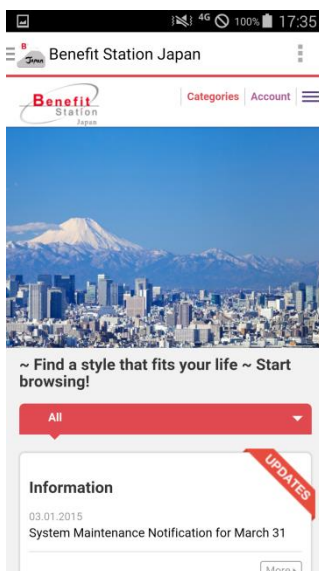 4G 100% 17:35
B
Japan
Benefit Station Japan
Benefit
Station
Japan
Categories Account
~ Find a style that fits your life ~ Start
browsing!
All
UPDATES
Information
03.01.2015
System Maintenance Notification for March 31
More